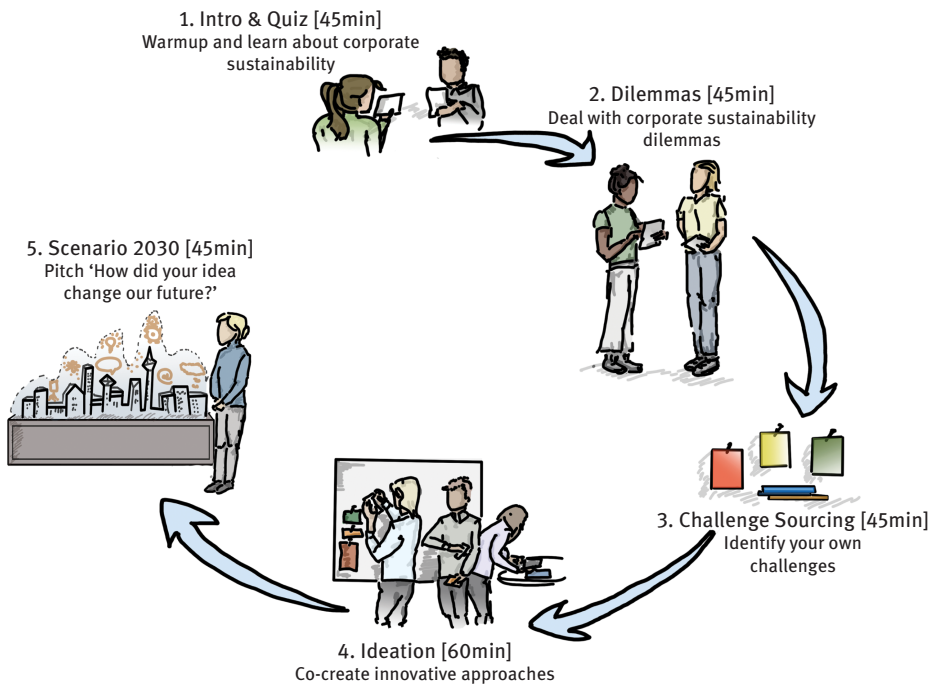 1. Intro & Quiz [45min]
Warmup and learn about corporate
sustainability
2. Dilemmas [45min]
Deal with corporate sustainability
dilemmas
3. Challenge Sourcing [45min]
Identify your own
challenges
4. Ideation [60min]
Co-create innovative approaches
5. Scenario 2030 [45min]
Pitch ‘How did your idea
change our future?’